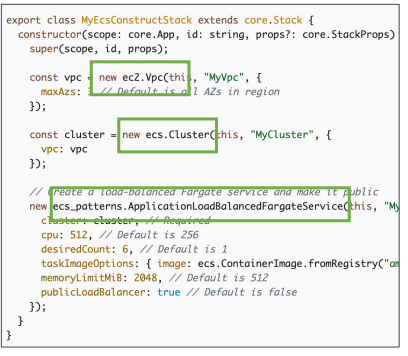 export class MyEcsConstructStack extends core.Stack {
constructor(scope: core.App, id: string, props?: core.StackProps)
super(scope, id, props);
const vpc = new ec2.Vpc(this, "MyVpc", {
maxAzs: // Default is all AZs in region
});
const cluster = new ecs.Cluster(this, "MyCluster", {
vpc: vpc
});
// Create a load-balanced Fargate service and make it public
new ecs_patterns.ApplicationLoadBalancedFargateService(this, "My
cluster: cluster, // Required
cpu: 512, // Default is 256
desiredCount: 6, // Default is 1
taskImageOptions: { image: ecs.ContainerImage.fromRegistry("am
memoryLimitMiB: 2048, // Default is 512
publicLoadBalancer: true // Default is false
});
}
}